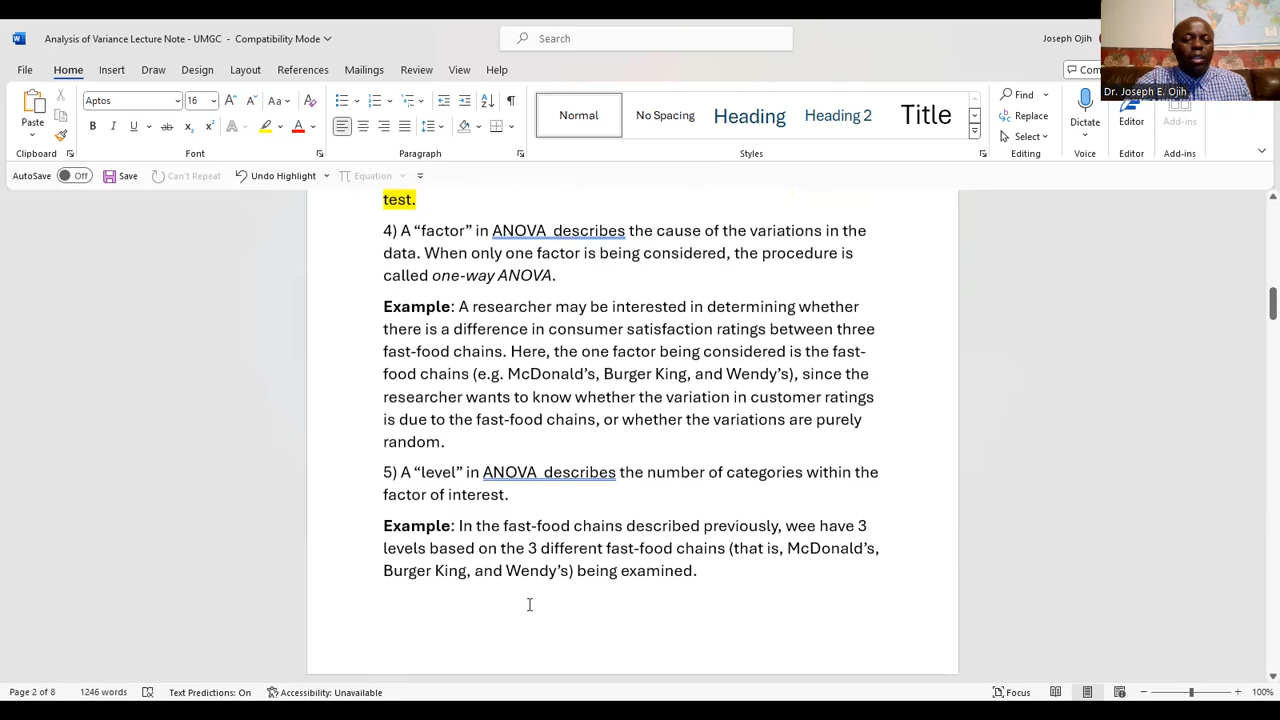 Analysis of Variance Lecture Note - UMGC - Compatibility Mode
Search
Joseph Ojih
File Home Insert Draw Design Layout References Mailings Review View Help
Dr. Joseph E. Ojih
Paste
Aptos 16
Normal No Spacing Heading Heading 2 Title
Find
Replace
Select
Dictate
Editor
Add-ins
Clipboard Font Paragraph Styles Editing Voice Editor Add-ins
AutoSave Off Save Can't Repeat Undo Highlight Equation
test.
4) A “factor” in ANOVA describes the cause of the variations in the
data. When only one factor is being considered, the procedure is
called one-way ANOVA.
Example: A researcher may be interested in determining whether
there is a difference in consumer satisfaction ratings between three
fast-food chains. Here, the one factor being considered is the fast-
food chains (e.g. McDonald’s, Burger King, and Wendy’s), since the
researcher wants to know whether the variation in customer ratings
is due to the fast-food chains, or whether the variations are purely
random.
5) A “level” in ANOVA describes the number of categories within the
factor of interest.
Example: In the fast-food chains described previously, wee have 3
levels based on the 3 different fast-food chains (that is, McDonald’s,
Burger King, and Wendy’s) being examined.
Page 2 of 8 1246 words Text Predictions: On Accessibility: Unavailable Focus 100%